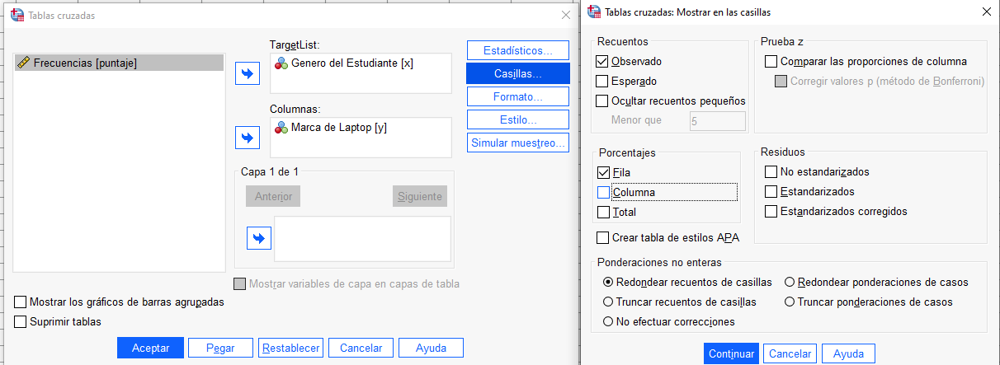 Tablas cruzadas
Frecuencias [puntaje]
TargetList:
Genero del Estudiante [x]
Columnas:
Marca de Laptop [y]
Capa 1 de 1
Anterior
Siguiente
Mostrar variables de capa en capas de tabla
Estadísticos...
Casillas...
Formato...
Estilo...
Simular muestreo...
Mostrar los gráficos de barras agrupadas
Suprimir tablas
Aceptar
Pegar
Restablecer
Cancelar
Ayuda
Tablas cruzadas: Mostrar en las casillas
Recuentos
Observado
Esperado
Ocultar recuentos pequeños
Menor que
5
Prueba z
Comparar las proporciones de columna
Corregir valores p (método de Bonferroni)
Porcentajes
Fila
Columna
Total
Residuos
No estandarizados
Estandarizados
Estandarizados corregidos
Crear tabla de estilos APA
Ponderaciones no enteras
Redondear recuentos de casillas
Redondear ponderaciones de casos
Truncar recuentos de casillas
Truncar ponderaciones de casos
No efectuar correcciones
Continuar
Cancelar
Ayuda